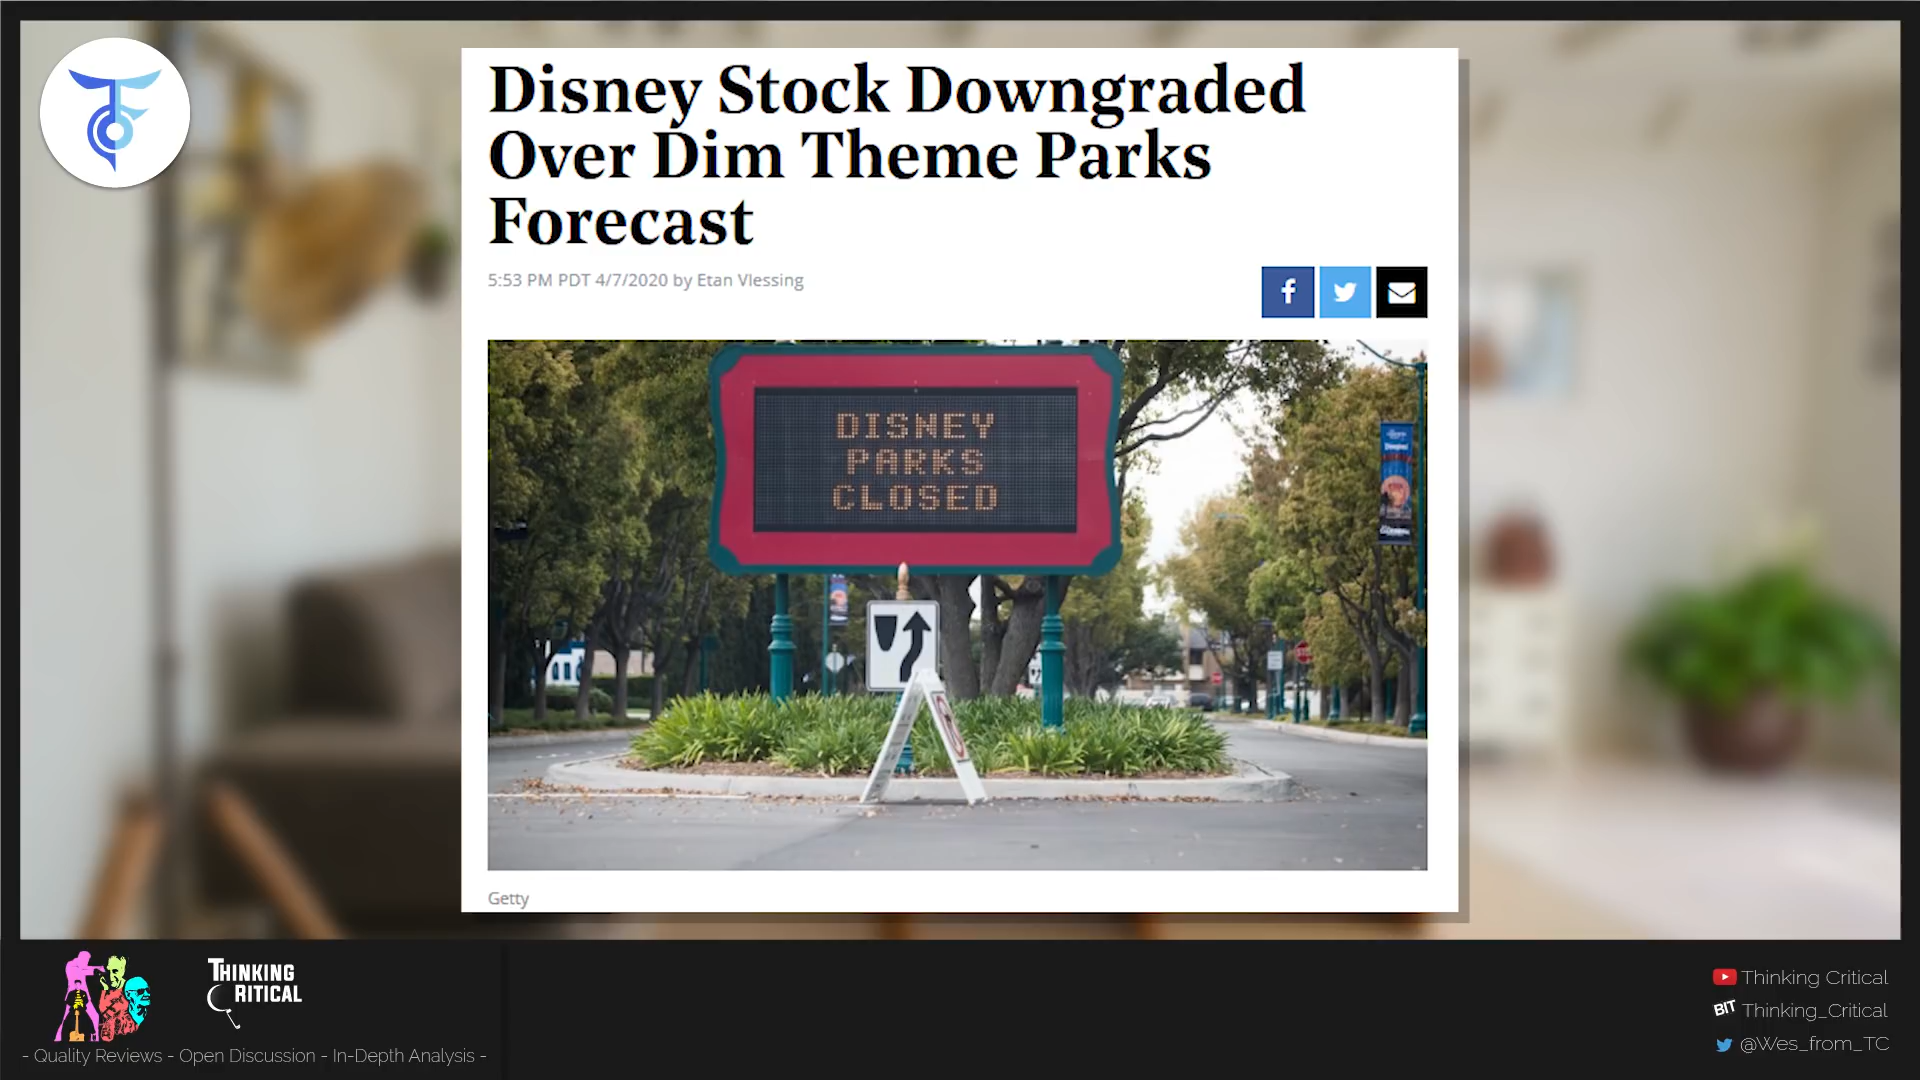 Disney Stock Downgraded
Over Dim Theme Parks
Forecast
5:53 PM PDT 4/7/2020 by Etan Vlessing
DISNEY
PARKS
CLOSED
Getty
THINKING
CRITICAL
- Quality Reviews - Open Discussion - In-Depth Analysis -
Thinking Critical
BIT Thinking_Critical
@Wes_from_TC